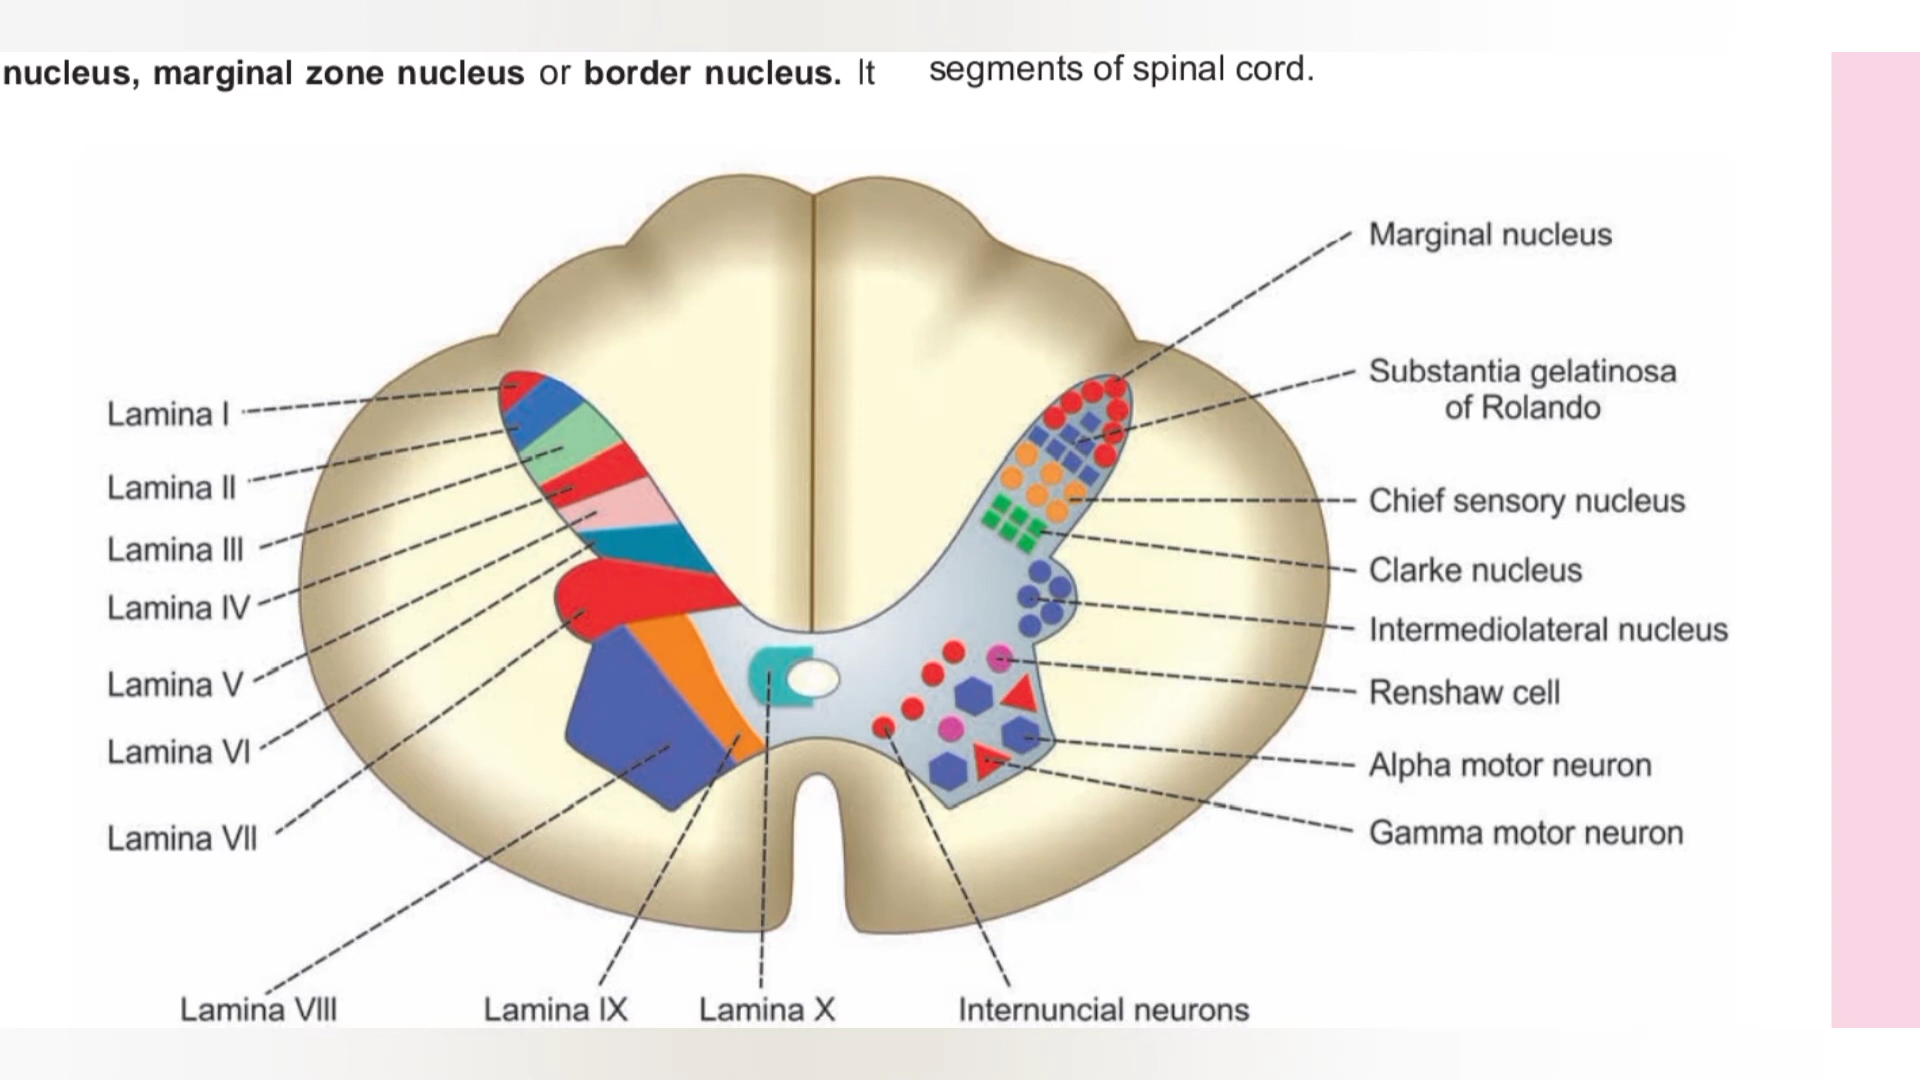 nucleus, marginal zone nucleus or border nucleus. It
segments of spinal cord.
Marginal nucleus
Substantia gelatinosa
of Rolando
Chief sensory nucleus
Clarke nucleus
Intermediolateral nucleus
Renshaw cell
Alpha motor neuron
Gamma motor neuron
Lamina I
Lamina II
Lamina III
Lamina IV
Lamina V
Lamina VI
Lamina VII
Lamina VIII
Lamina IX
Lamina X
Internuncial neurons